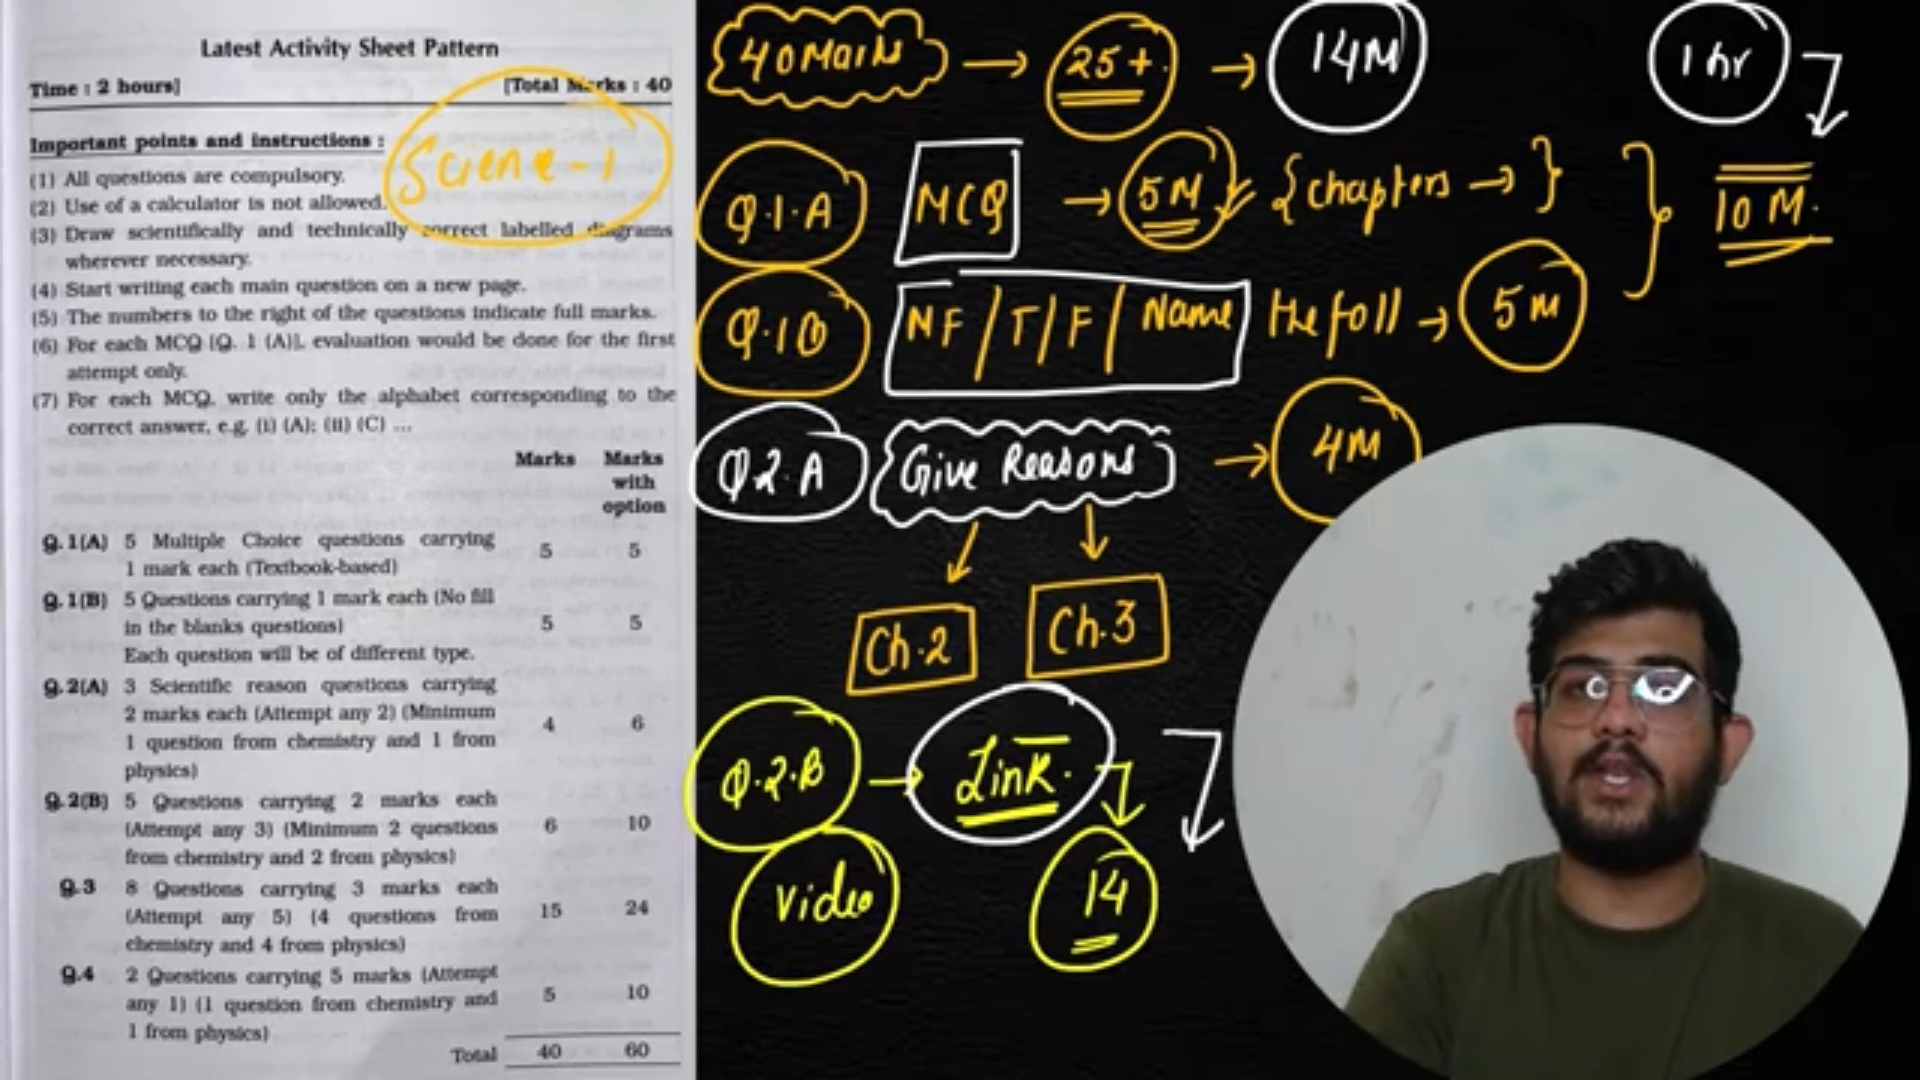 Latest Activity Sheet Pattern
Time : 2 hours]
[Total Marks : 40
Important points and instructions :
Sciene-1
(1) All questions are compulsory.
(2) Use of a calculator is not allowed.
(3) Draw scientifically and technically correct labelled diagrams
wherever necessary.
(4) Start writing each main question on a new page.
(5) The numbers to the right of the questions indicate full marks.
(6) For each MCQ [Q. 1 (A)], evaluation would be done for the first
attempt only.
(7) For each MCQ, write only the alphabet corresponding to the
correct answer, e.g. (i) (A); (ii) (C) ...
Marks Marks
with
option
Q.1(A) 5 Multiple Choice questions carrying
1 mark each (Textbook-based) 5 5
Q.1(B) 5 Questions carrying 1 mark each (No fill
in the blanks questions) 5 5
Each question will be of different type.
Q.2(A) 3 Scientific reason questions carrying
2 marks each (Attempt any 2) (Minimum 4 6
1 question from chemistry and 1 from
physics)
Q.2(B) 5 Questions carrying 2 marks each
(Attempt any 3) (Minimum 2 questions 6 10
from chemistry and 2 from physics)
Q.3 8 Questions carrying 3 marks each
(Attempt any 5) (4 questions from 15 24
chemistry and 4 from physics)
Q.4 2 Questions carrying 5 marks (Attempt
any 1) (1 question from chemistry and 5 10
1 from physics)
Total 40 60
40 → 25+ → 14M
1 hr
Q.1.A MCQ → 5M { chapters → } } 10 M.
Q.1 NF / T / F / Name the foll → 5M
Q2.A Give Reasons → 4M
Ch.2 Ch.3
Q.2.B → Link.
Video 14